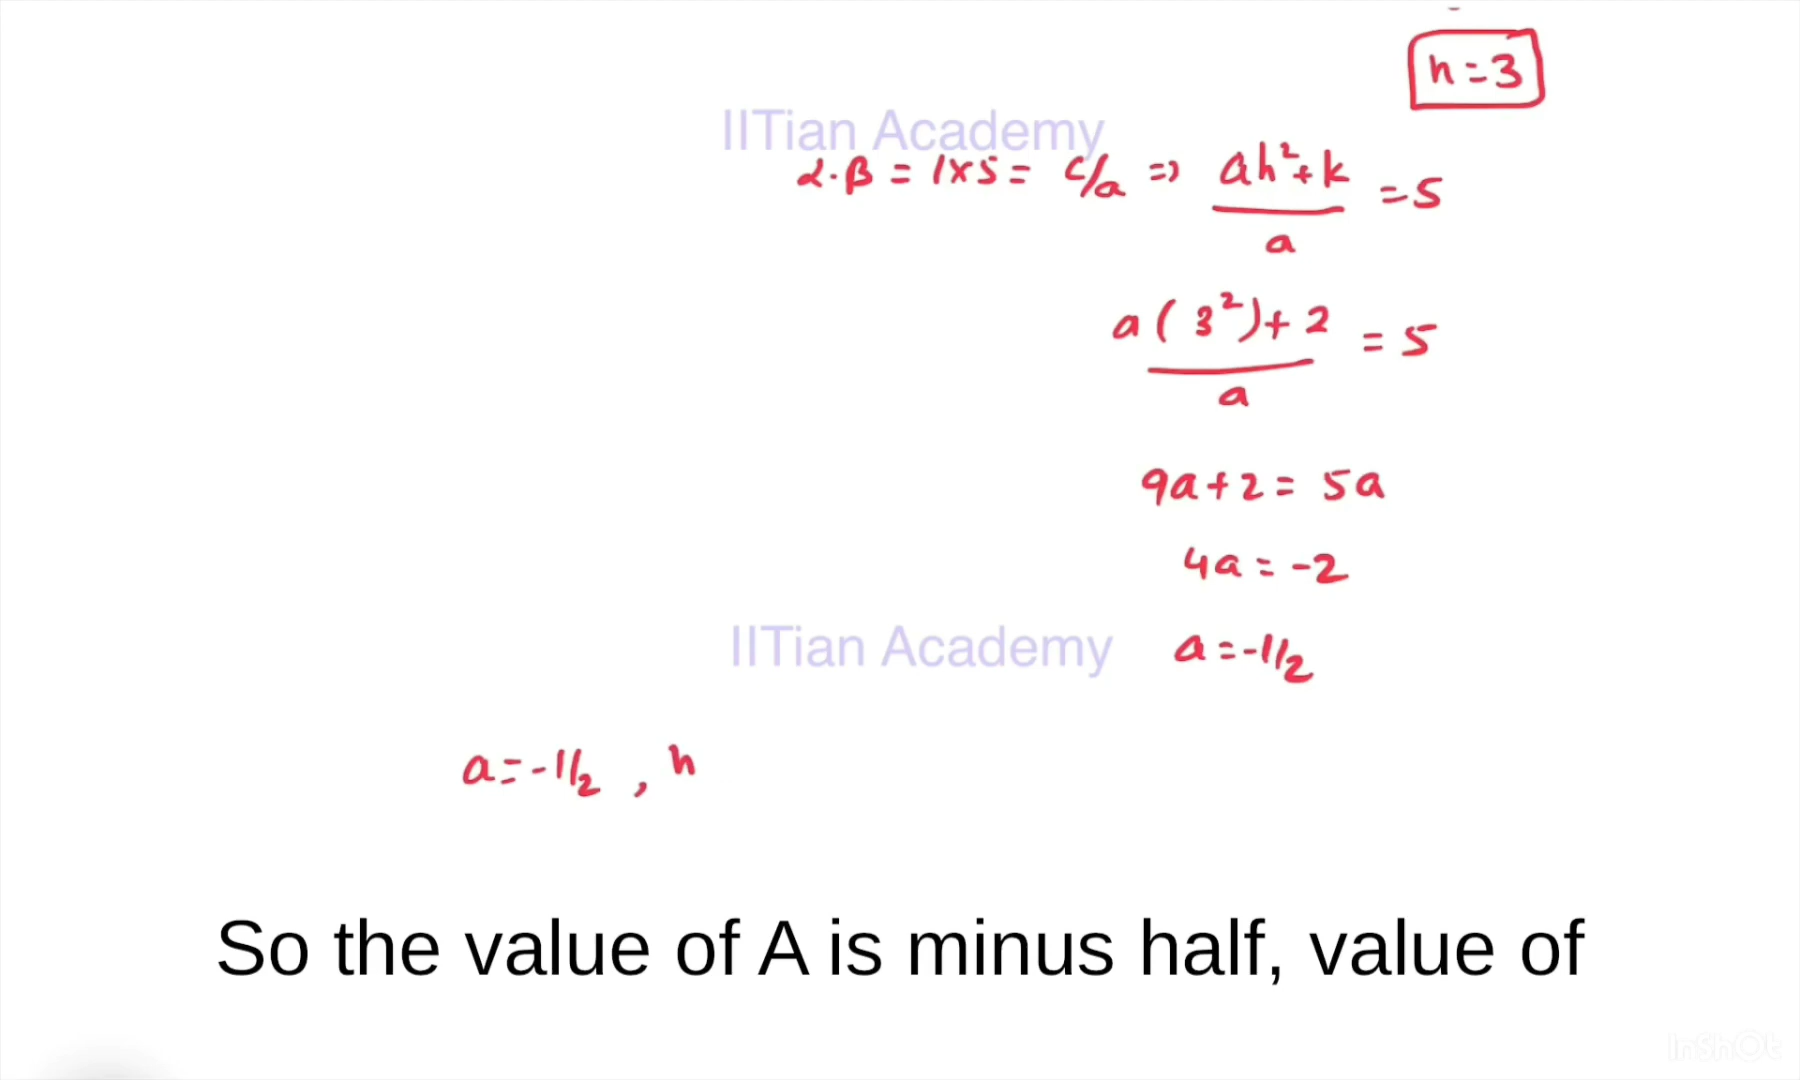 h=3
IITian Academy
α.β = 1×5 = c/a => ah²+k / a =5
a(3²)+2 / a = 5
9a+2= 5a
4a= -2
IITian Academy
a=-1/2
a=-1/2 , h
So the value of A is minus half, value of
InShOt